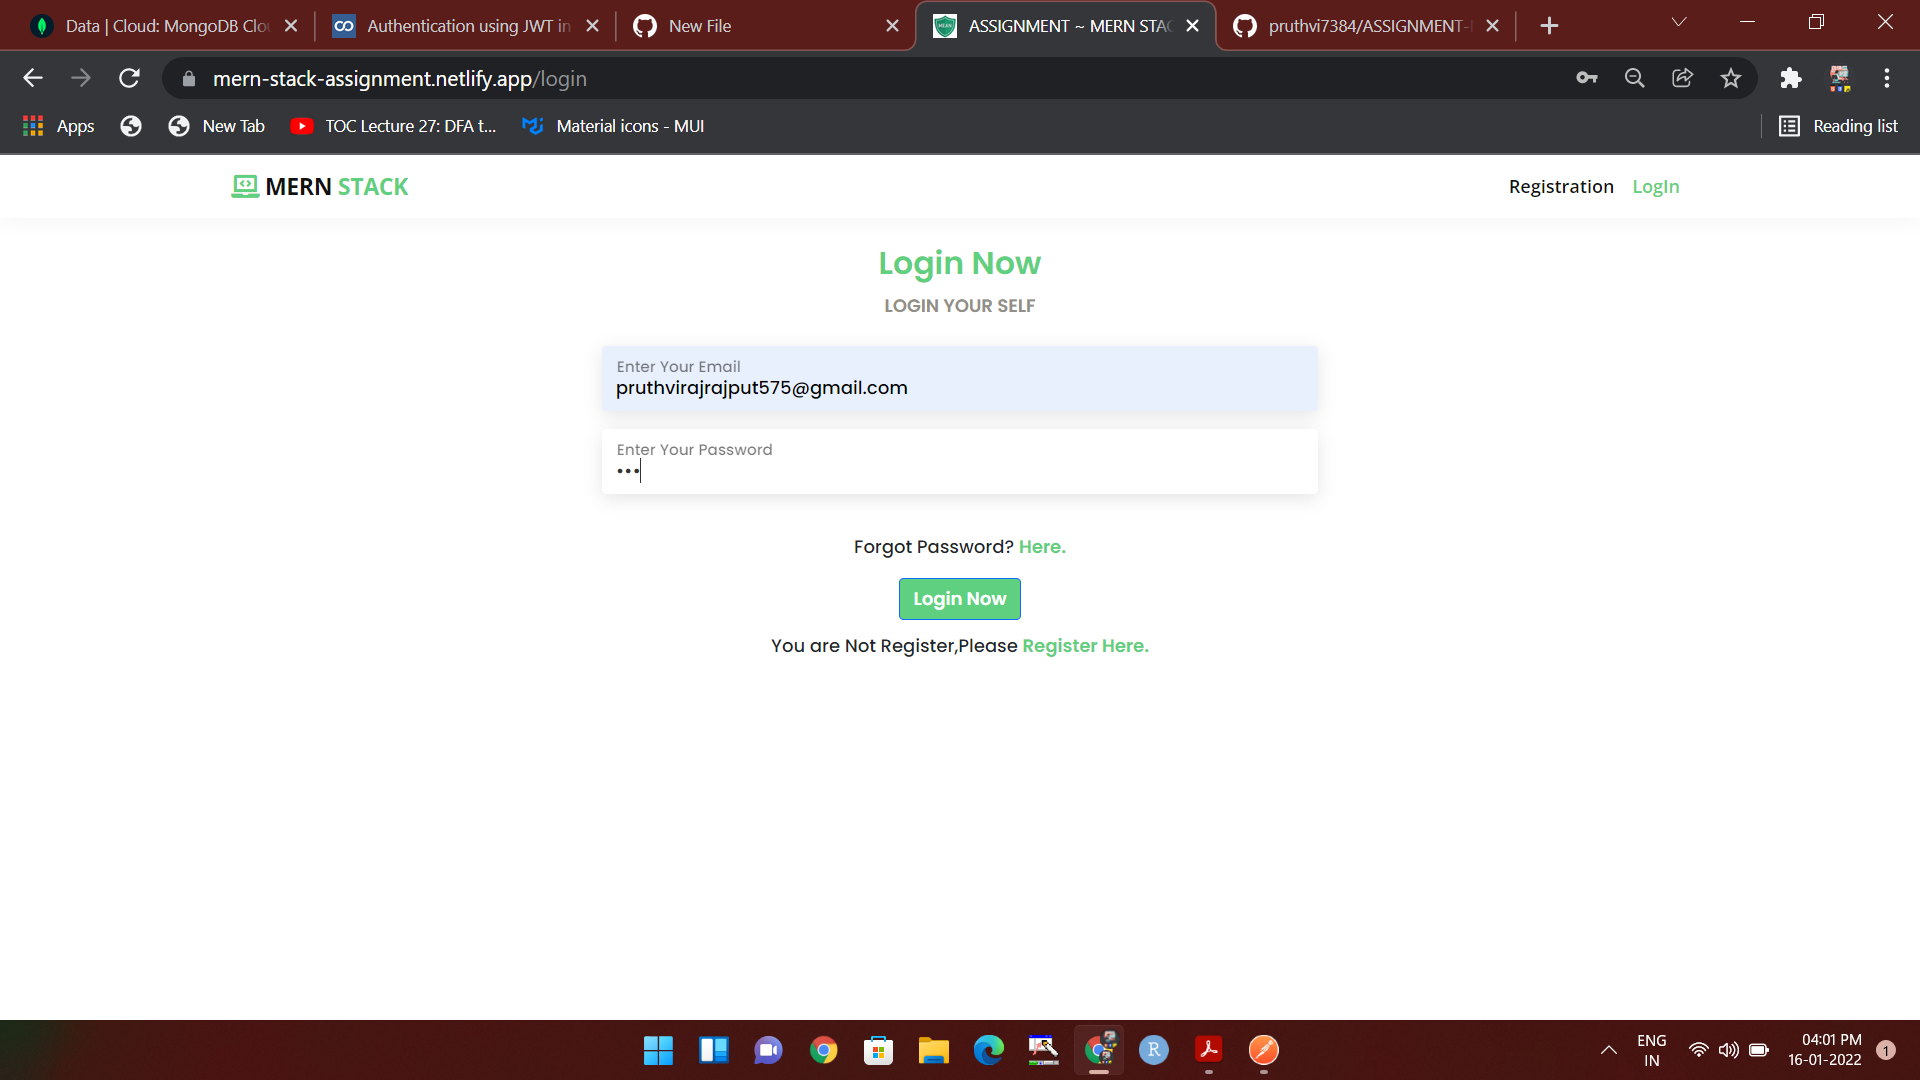 Data | Cloud: MongoDB Clo
Authentication using JWT in
New File
ASSIGNMENT ~ MERN STAC
pruthvi7384/ASSIGNMENT-
mern-stack-assignment.netlify.app/login
Apps
New Tab
TOC Lecture 27: DFA t...
Material icons - MUI
Reading list
MERN STACK
Registration
LogIn
Login Now
LOGIN YOUR SELF
Enter Your Email
pruthvirajrajput575@gmail.com
Enter Your Password
•••
Forgot Password? Here.
Login Now
You are Not Register,Please Register Here.
ENG
IN
04:01 PM
16-01-2022
1